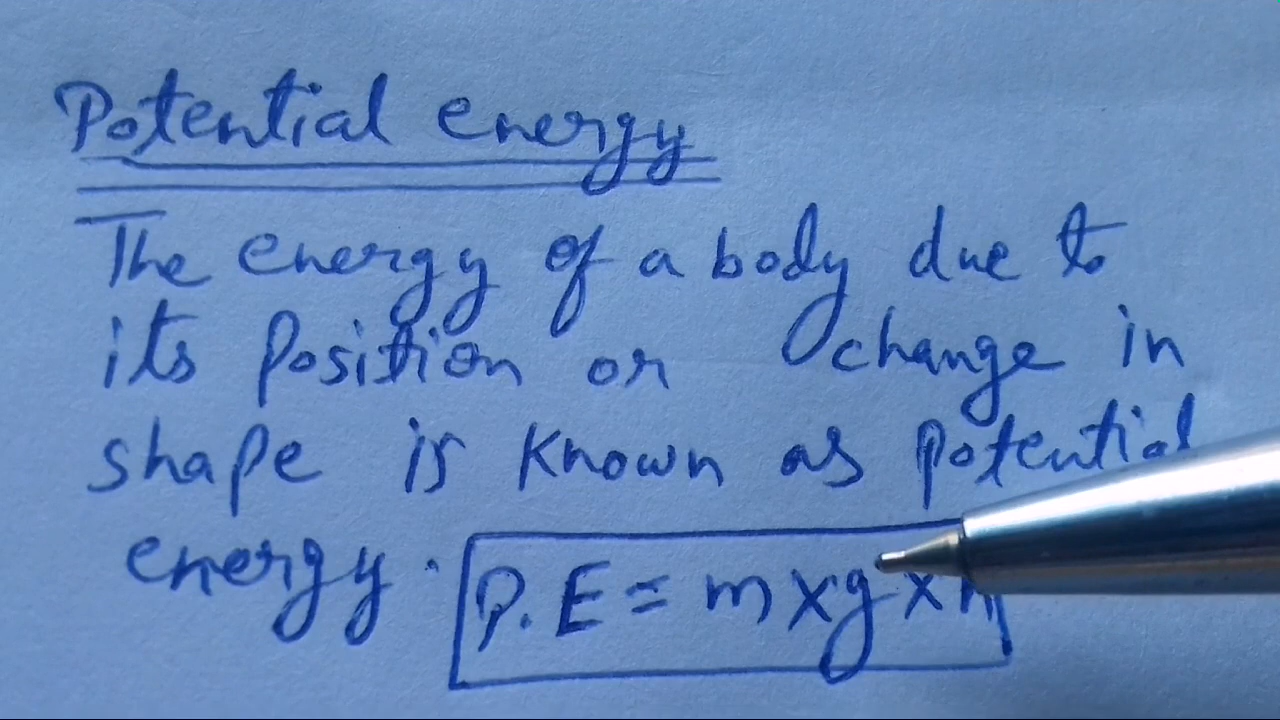 Potential energy
The energy of a body due to
its position or change in
shape is known as potential
energy. P.E = m x g x h